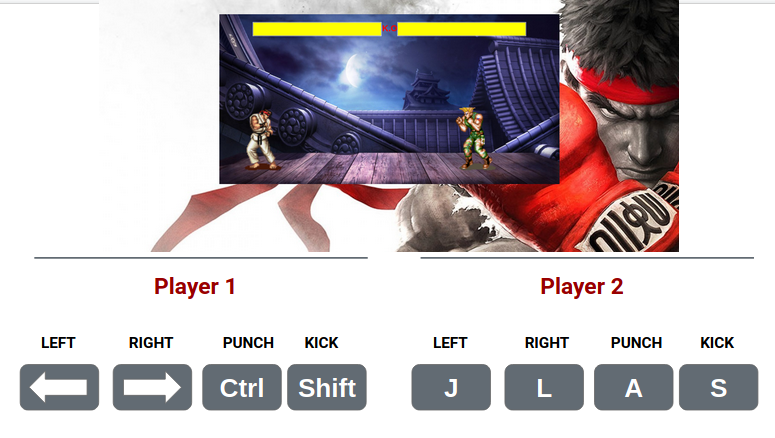 Player 1
Player 2
LEFT RIGHT PUNCH KICK
LEFT RIGHT PUNCH KICK
Ctrl Shift
J L A S